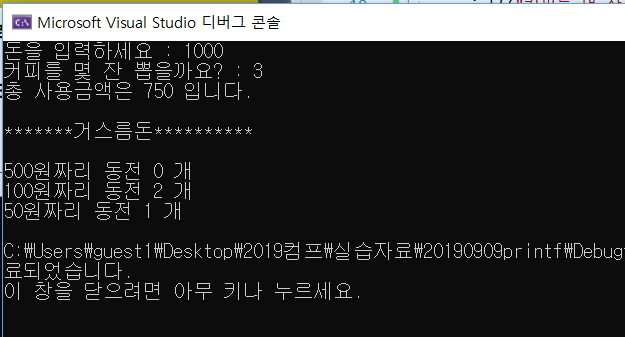 Microsoft Visual Studio 디버그 콘솔
돈을 입력하세요 : 1000
커피를 몇 잔 뽑을까요? : 3
총 사용금액은 750 입니다.
*******거스름돈**********
500원짜리 동전 0 개
100원짜리 동전 2 개
50원짜리 동전 1 개
C:\Users\guest1\Desktop\2019컴프\실습자료\20190909printf\Debug
료되었습니다.
이 창을 닫으려면 아무 키나 누르세요.